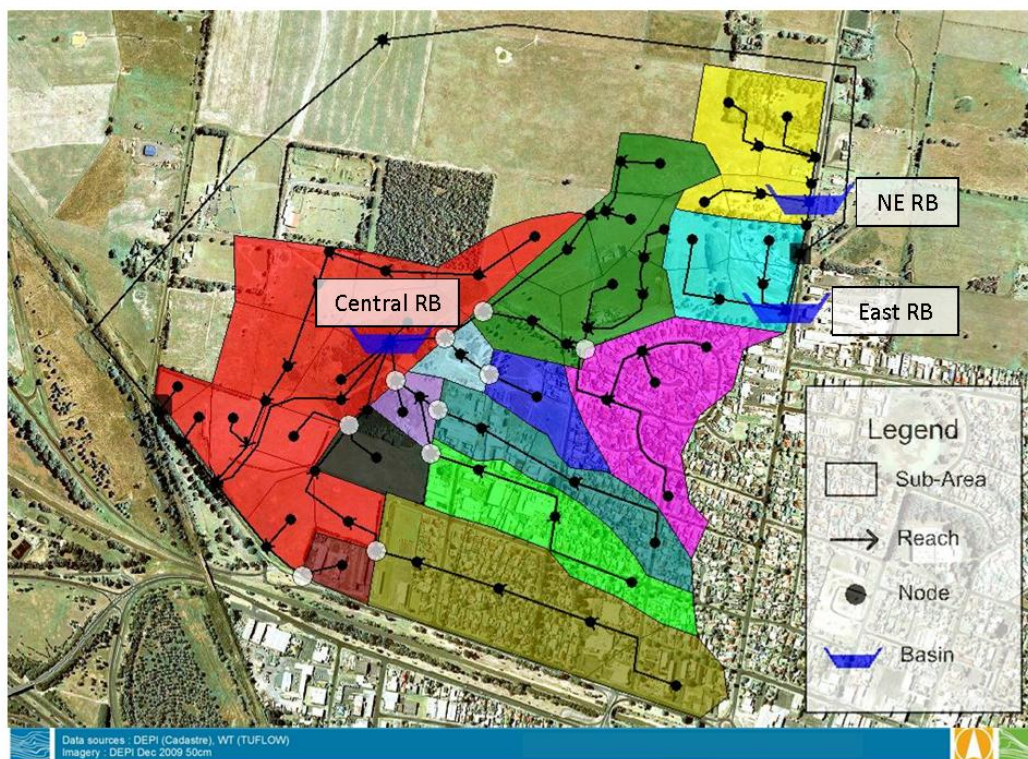 NE RB
Central RB
East RB
Legend
Sub-Area
Reach
Node
Basin
Data sources : DEPI (Cadastre), WT (TUFLOW)
Imagery : DEPI Dec 2009 50cm